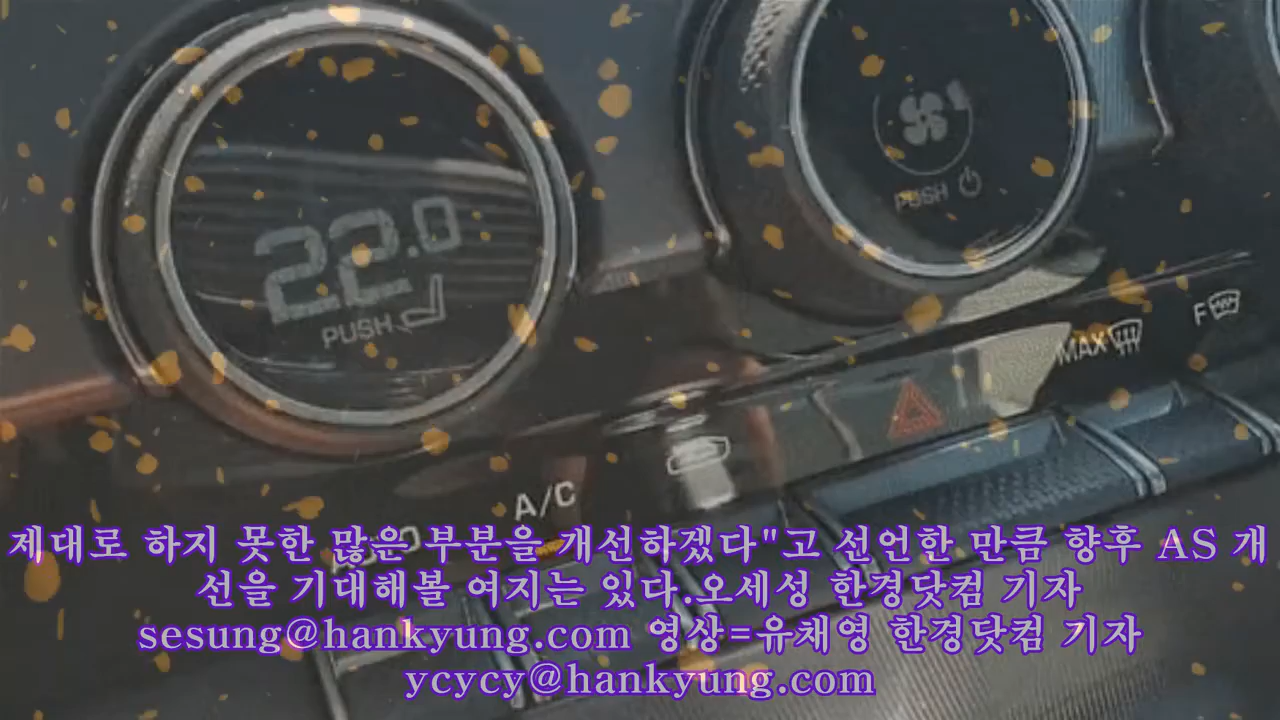 22.0
PUSH
PUSH
MAX
F
A/C
제대로 하지 못한 많은 부분을 개선하겠다"고 선언한 만큼 향후 AS 개
선을 기대해볼 여지는 있다.오세성 한경닷컴 기자
sesung@hankyung.com 영상=유채영 한경닷컴 기자
ycycy@hankyung.com